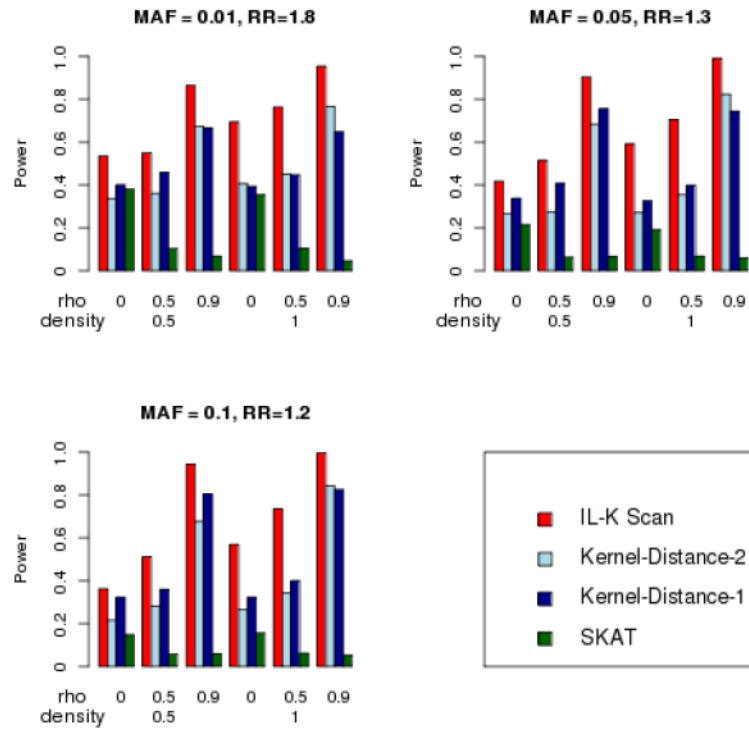 MAF = 0.01, RR=1.8
Power
0 0.2 0.4 0.6 0.8 1.0
rho 0 0.5 0.9 0 0.5 0.9
density 0.5 1
MAF = 0.05, RR=1.3
Power
0 0.2 0.4 0.6 0.8 1.0
rho 0 0.5 0.9 0 0.5 0.9
density 0.5 1
MAF = 0.1, RR=1.2
Power
0 0.2 0.4 0.6 0.8 1.0
rho 0 0.5 0.9 0 0.5 0.9
density 0.5 1
IL-K Scan
Kernel-Distance-2
Kernel-Distance-1
SKAT